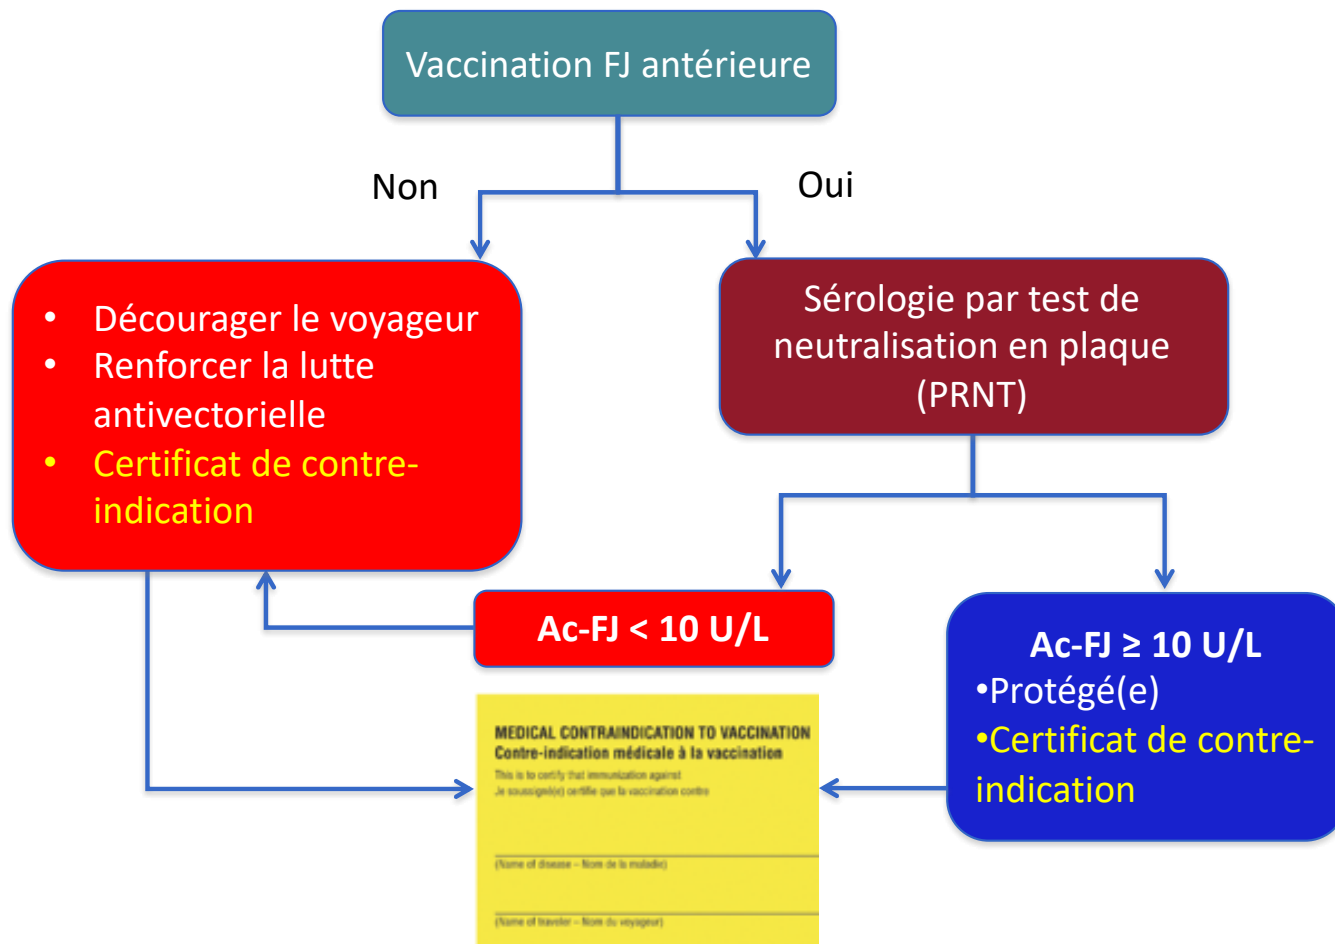 Vaccination FJ antérieure
Non
Oui
• Décourager le voyageur
• Renforcer la lutte
antivectorielle
• Certificat de contre-
indication
Sérologie par test de
neutralisation en plaque
(PRNT)
Ac-FJ < 10 U/L
Ac-FJ ≥ 10 U/L
•Protégé(e)
•Certificat de contre-
indication
MEDICAL CONTRAINDICATION TO VACCINATION
Contre-indication médicale à la vaccination
This is to certify that immunization against
Je soussigné(e) certifie que la vaccination contre
(Name of disease – Nom de la maladie)
(Name of traveler – Nom du voyageur)